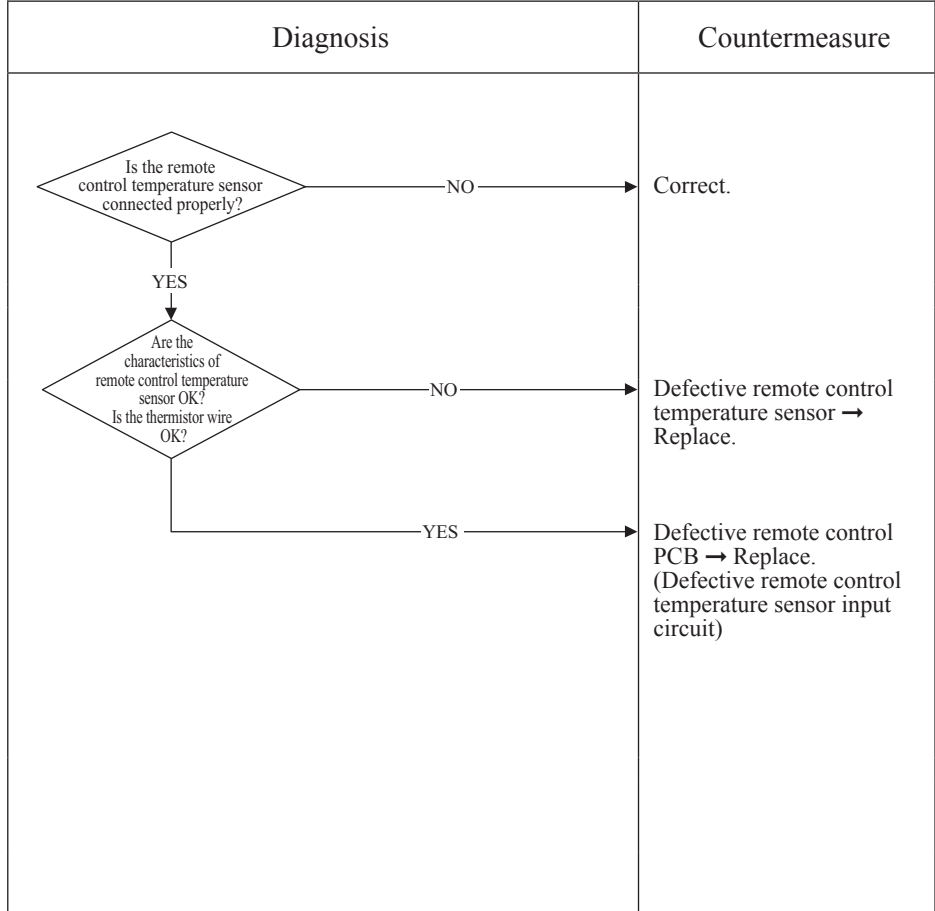 Diagnosis
Countermeasure
Is the remote
control temperature sensor
connected properly?
NO
Correct.
YES
Are the
characteristics of
remote control temperature
sensor OK?
Is the thermistor wire
OK?
NO
Defective remote control
temperature sensor ➞
Replace.
YES
Defective remote control
PCB ➞ Replace.
(Defective remote control
temperature sensor input
circuit)